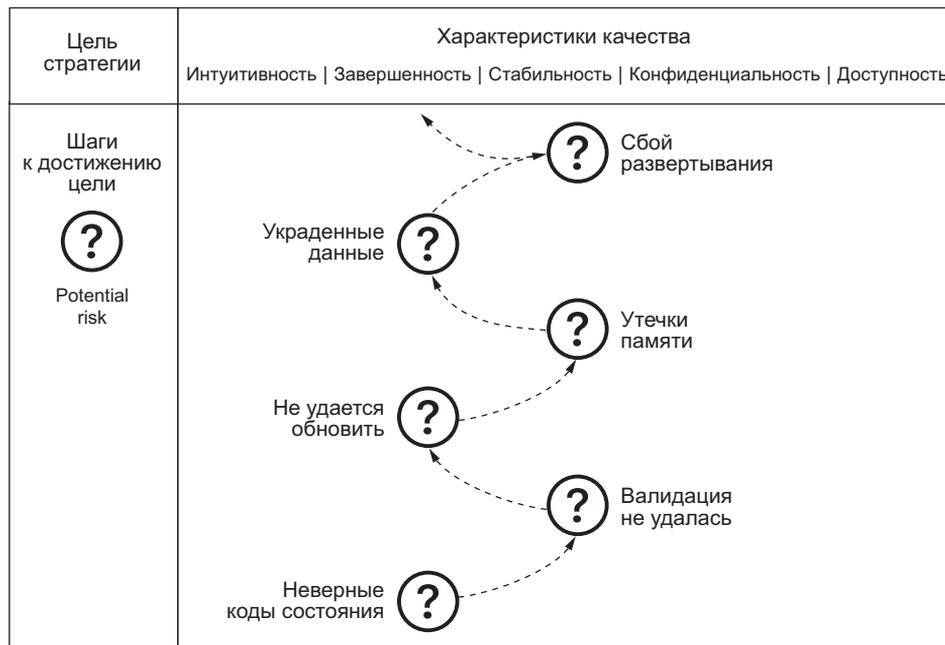 Цель
стратегии
Характеристики качества
Интуитивность | Завершенность | Стабильность | Конфиденциальность | Доступность
Шаги
к достижению
цели
?
Potential
risk
?
Сбой
развертывания
Украденные
данные
?
?
Утечки
памяти
Не удается
обновить
?
?
Валидация
не удалась
Неверные
коды состояния
?